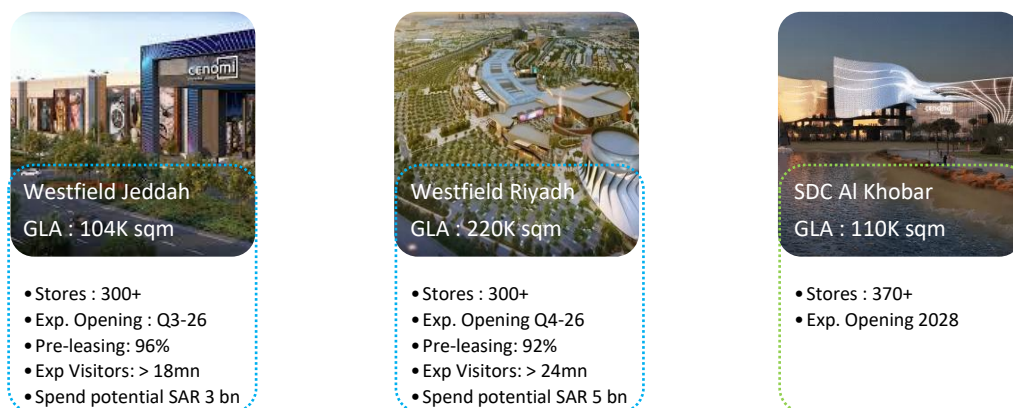 cenomi
Westfield Jeddah
GLA : 104K sqm
• Stores : 300+
• Exp. Opening : Q3-26
• Pre-leasing: 96%
• Exp Visitors: > 18mn
• Spend potential SAR 3 bn
Westfield Riyadh
GLA : 220K sqm
• Stores : 300+
• Exp. Opening Q4-26
• Pre-leasing: 92%
• Exp Visitors: > 24mn
• Spend potential SAR 5 bn
cenomi
SDC Al Khobar
GLA : 110K sqm
• Stores : 370+
• Exp. Opening 2028